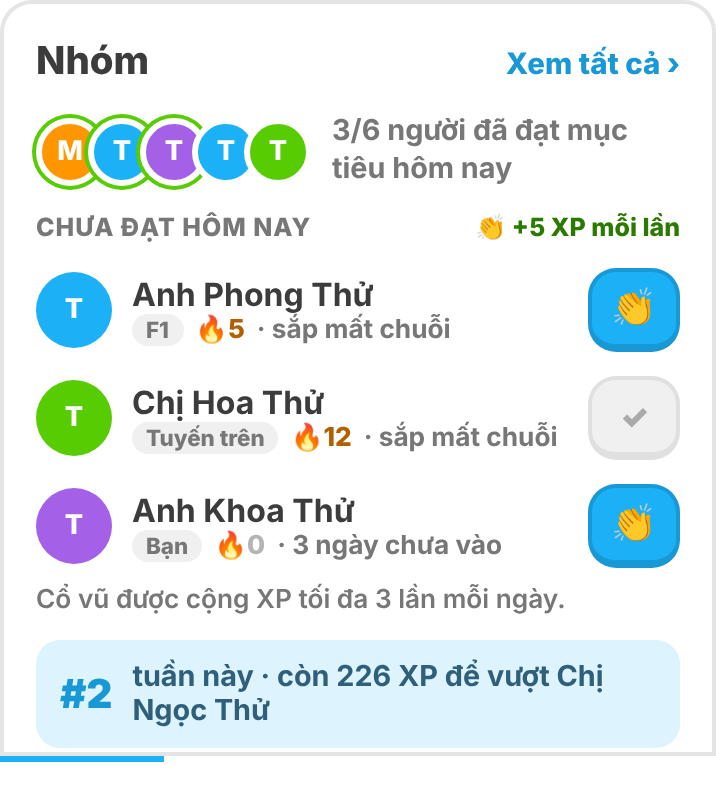 Nhóm
Xem tất cả ›
M T T T T
3/6 người đã đạt mục
tiêu hôm nay
CHƯA ĐẠT HÔM NAY
👏 +5 XP mỗi lần
T
Anh Phong Thử
F1 🔥5 · sắp mất chuỗi
👏
T
Chị Hoa Thử
Tuyến trên 🔥12 · sắp mất chuỗi
✓
T
Anh Khoa Thử
Bạn 🔥0 · 3 ngày chưa vào
👏
Cổ vũ được cộng XP tối đa 3 lần mỗi ngày.
#2
tuần này · còn 226 XP để vượt Chị
Ngọc Thử